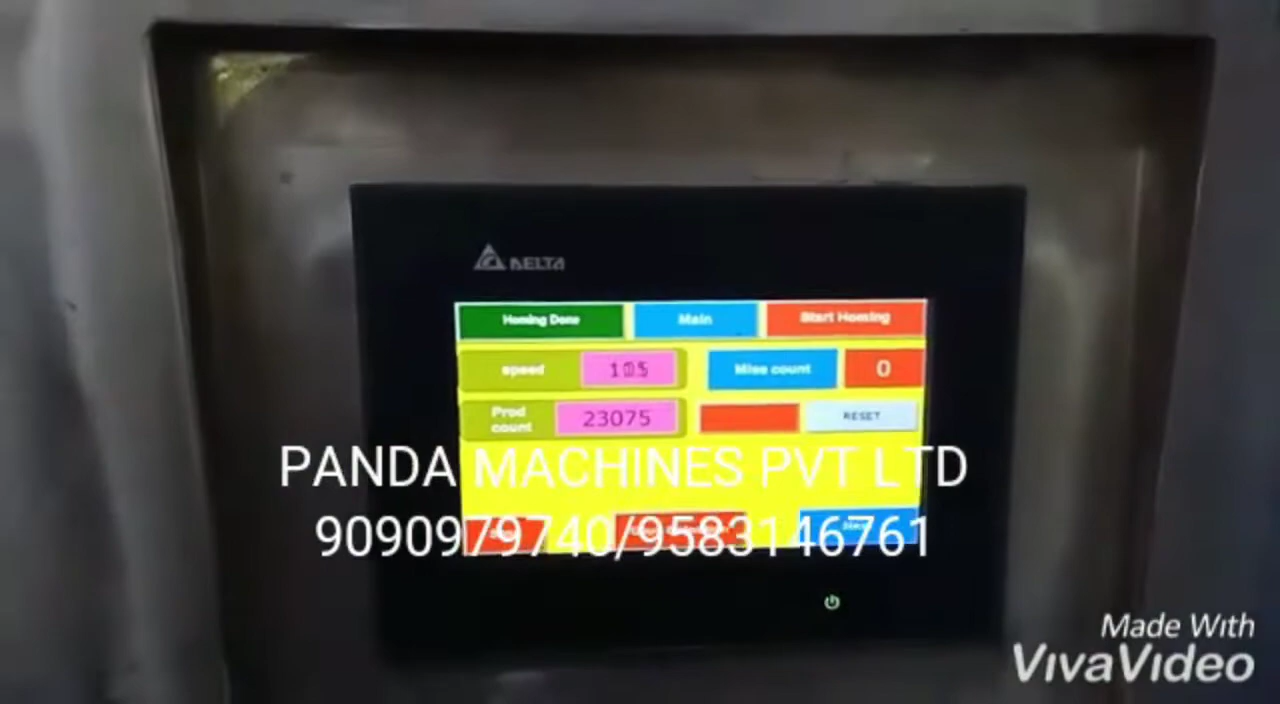 DELTA
Homing Done
Main
Start Homing
speed
105
Miss count
0
Prod
count
23075
RESET
PANDA MACHINES PVT LTD
9090979740/9583146761
Made With
VivaVideo